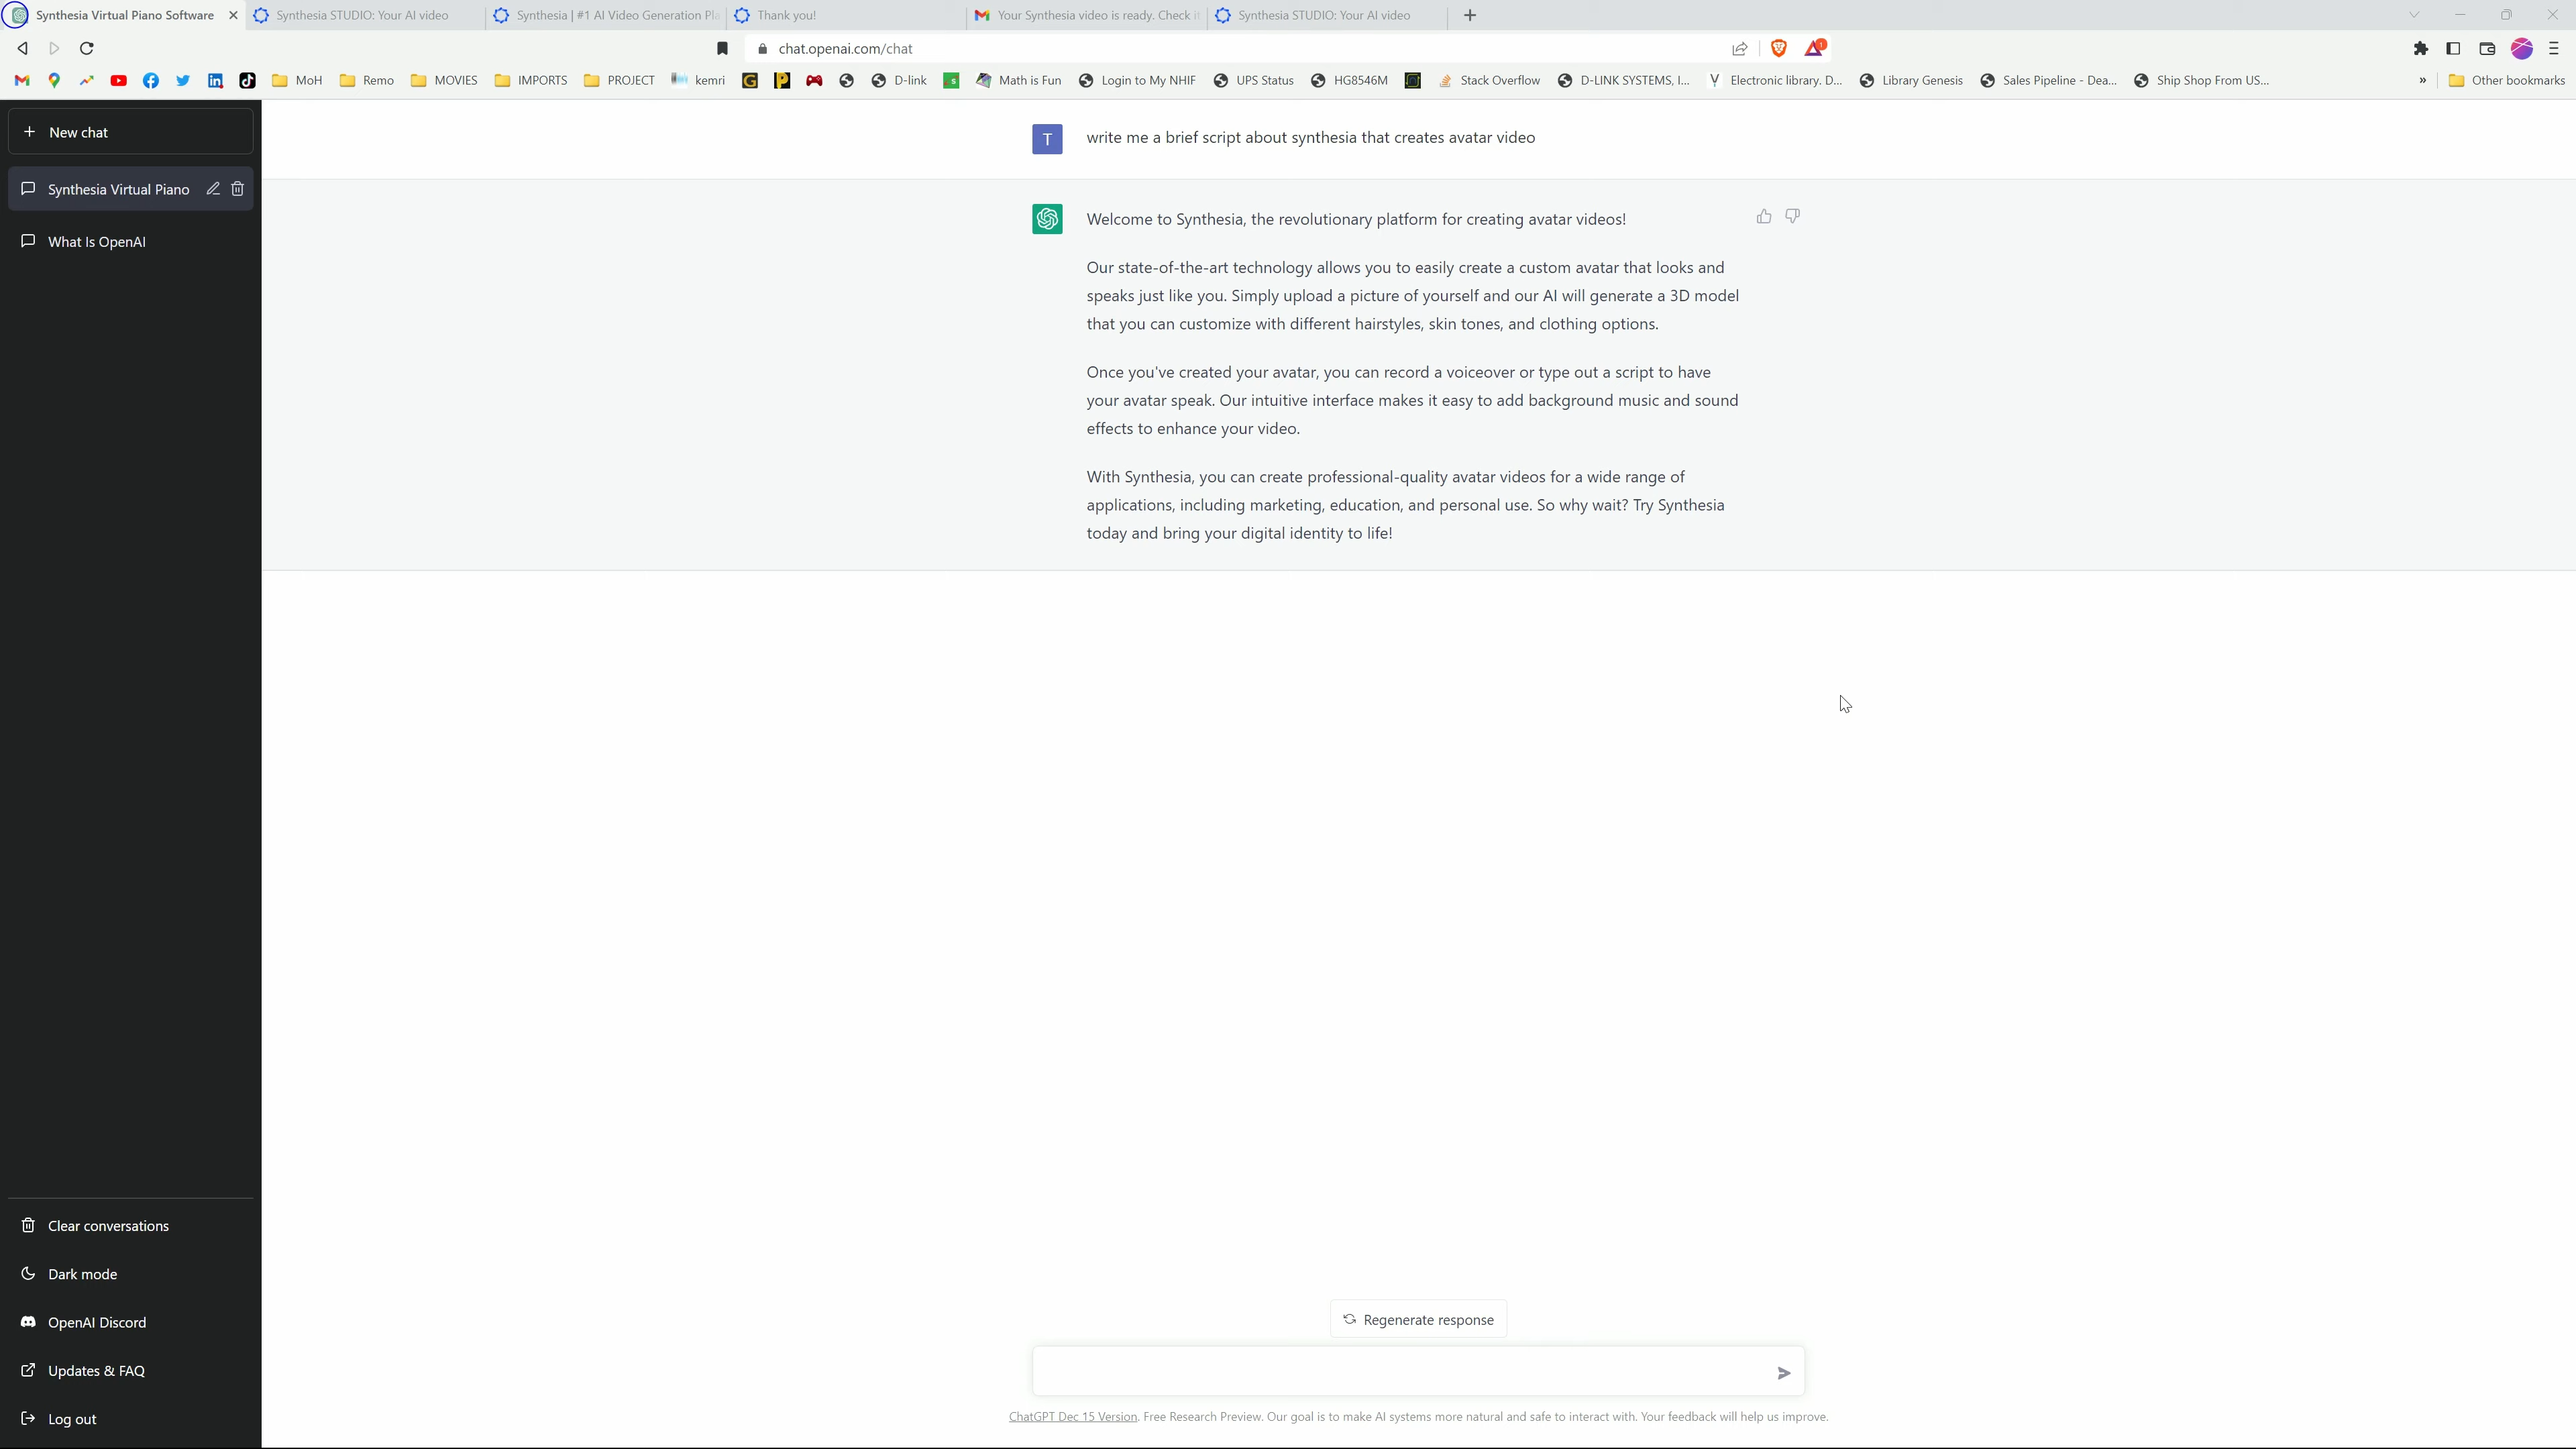 Synthesia Virtual Piano Software
Synthesia STUDIO: Your AI video
Synthesia | #1 AI Video Generation Pla
Thank you!
Your Synthesia video is ready. Check i
Synthesia STUDIO: Your AI video
chat.openai.com/chat
1
MoH
Remo
MOVIES
IMPORTS
PROJECT
kemri
D-link
Math is Fun
Login to My NHIF
UPS Status
HG8546M
Stack Overflow
D-LINK SYSTEMS, I...
Electronic library. D...
Library Genesis
Sales Pipeline - Dea...
Ship Shop From US...
»
Other bookmarks
New chat
Synthesia Virtual Piano
What Is OpenAI
T
write me a brief script about synthesia that creates avatar video
Welcome to Synthesia, the revolutionary platform for creating avatar videos!
Our state-of-the-art technology allows you to easily create a custom avatar that looks and
speaks just like you. Simply upload a picture of yourself and our AI will generate a 3D model
that you can customize with different hairstyles, skin tones, and clothing options.
Once you've created your avatar, you can record a voiceover or type out a script to have
your avatar speak. Our intuitive interface makes it easy to add background music and sound
effects to enhance your video.
With Synthesia, you can create professional-quality avatar videos for a wide range of
applications, including marketing, education, and personal use. So why wait? Try Synthesia
today and bring your digital identity to life!
Clear conversations
Dark mode
OpenAI Discord
Updates & FAQ
Log out
Regenerate response
ChatGPT Dec 15 Version. Free Research Preview. Our goal is to make AI systems more natural and safe to interact with. Your feedback will help us improve.